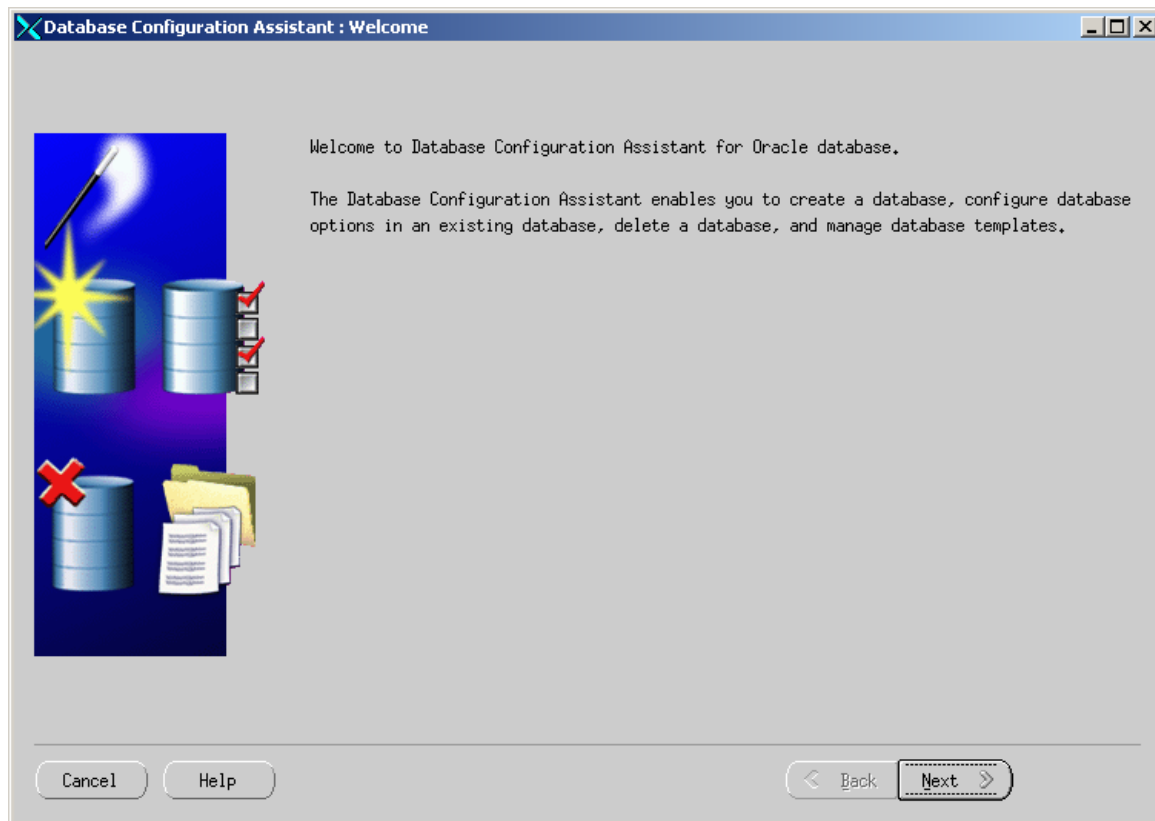 Database Configuration Assistant : Welcome
Welcome to Database Configuration Assistant for Oracle database.
The Database Configuration Assistant enables you to create a database, configure database
options in an existing database, delete a database, and manage database templates.
Cancel
Help
Back
Next